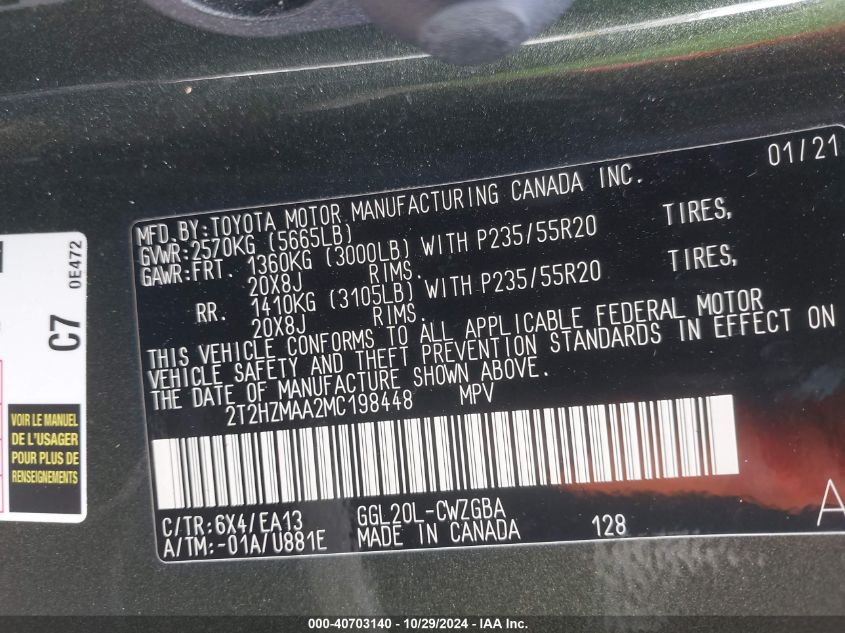 01/21
MFD.BY:TOYOTA MOTOR MANUFACTURING CANADA INC.
GVWR:2570KG (5665LB)
GAWR:FRT. 1360KG (3000LB) WITH P235/55R20 TIRES,
20X8J RIMS.
RR. 1410KG (3105LB) WITH P235/55R20 TIRES,
20X8J RIMS.
THIS VEHICLE CONFORMS TO ALL APPLICABLE FEDERAL MOTOR
VEHICLE SAFETY AND THEFT PREVENTION STANDARDS IN EFFECT ON
THE DATE OF MANUFACTURE SHOWN ABOVE.
2T2HZMAA2MC198448 MPV
C/TR:6X4/EA13 GGL20L-CWZGBA
A/TM:-01A/U881E MADE IN CANADA 128
A
C7
0E472
VOIR LE MANUEL
DE L'USAGER
POUR PLUS DE
RENSEIGNEMENTS
000-40703140 - 10/29/2024 - IAA Inc.